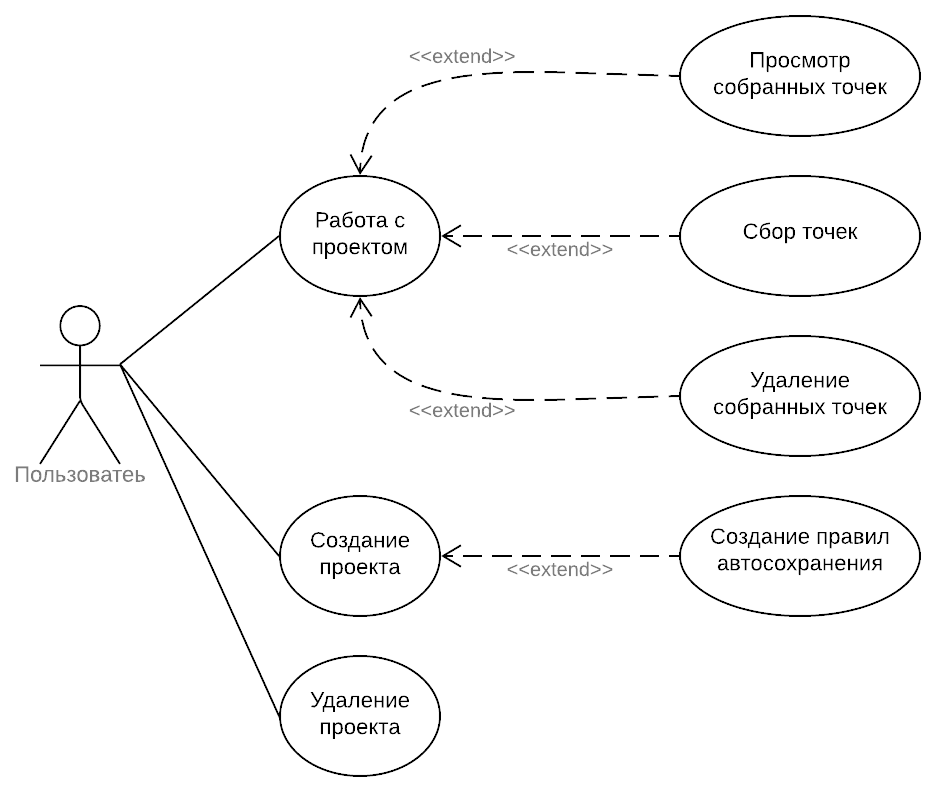 <<extend>>
Просмотр
собранных точек
Работа с
проектом
<<extend>>
Сбор точек
<<extend>>
Удаление
собранных точек
Пользоватеь
Создание
проекта
<<extend>>
Создание правил
автосохранения
Удаление
проекта